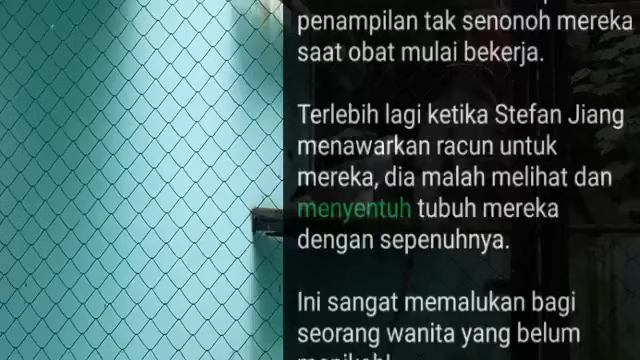 penampilan tak senonoh mereka
saat obat mulai bekerja.
Terlebih lagi ketika Stefan Jiang
menawarkan racun untuk
mereka, dia malah melihat dan
menyentuh tubuh mereka
dengan sepenuhnya.
Ini sangat memalukan bagi
seorang wanita yang belum